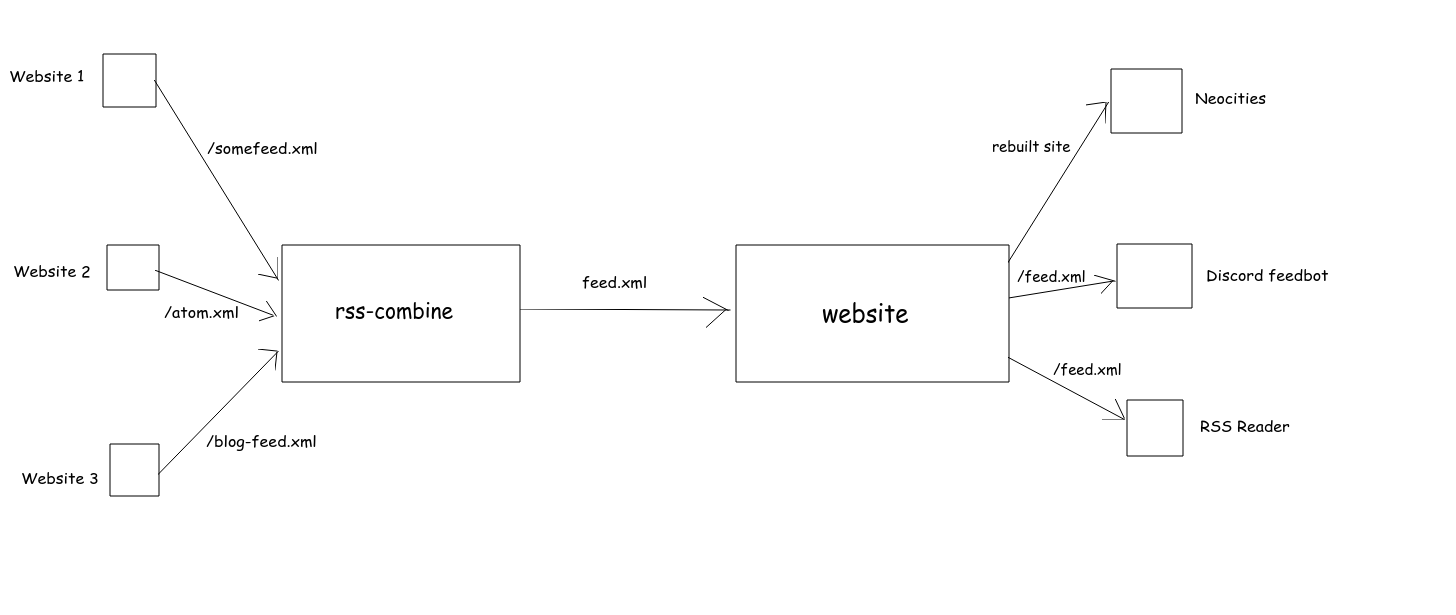 Website 1
/somefeed.xml
Website 2
/atom.xml
Website 3
/blog-feed.xml
rss-combine
feed.xml
website
rebuilt site
Neocities
/feed.xml
Discord feedbot
/feed.xml
RSS Reader